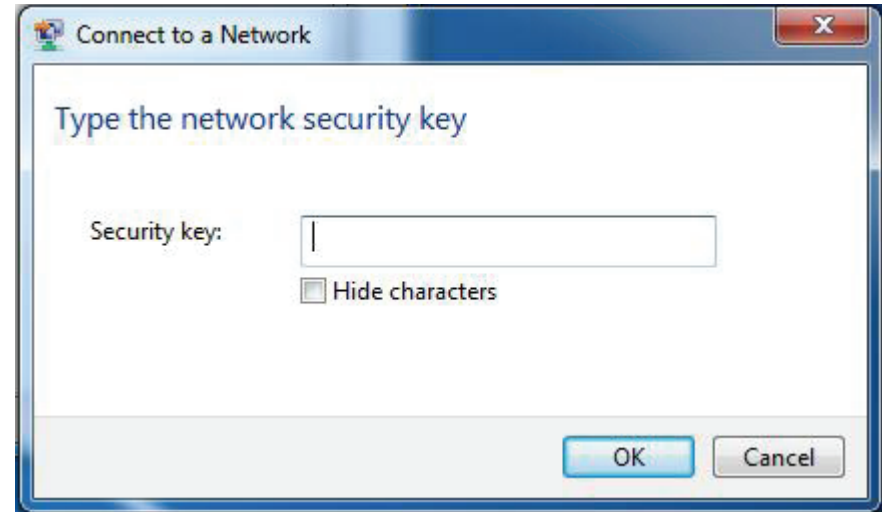 Connect to a Network
Type the network security key
Security key:
Hide characters
OK Cancel